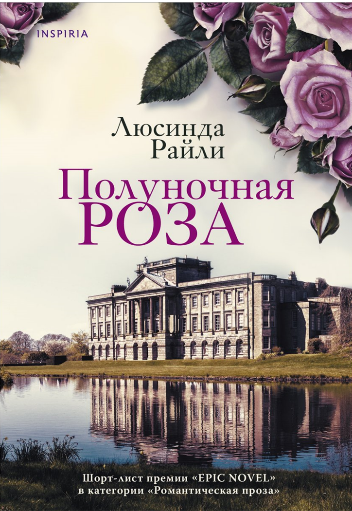 INSPIRIA
Люсинда
Райли
Полуночная
РОЗА
Шорт-лист премии «EPIC NOVEL»
в категории «Романтическая проза»